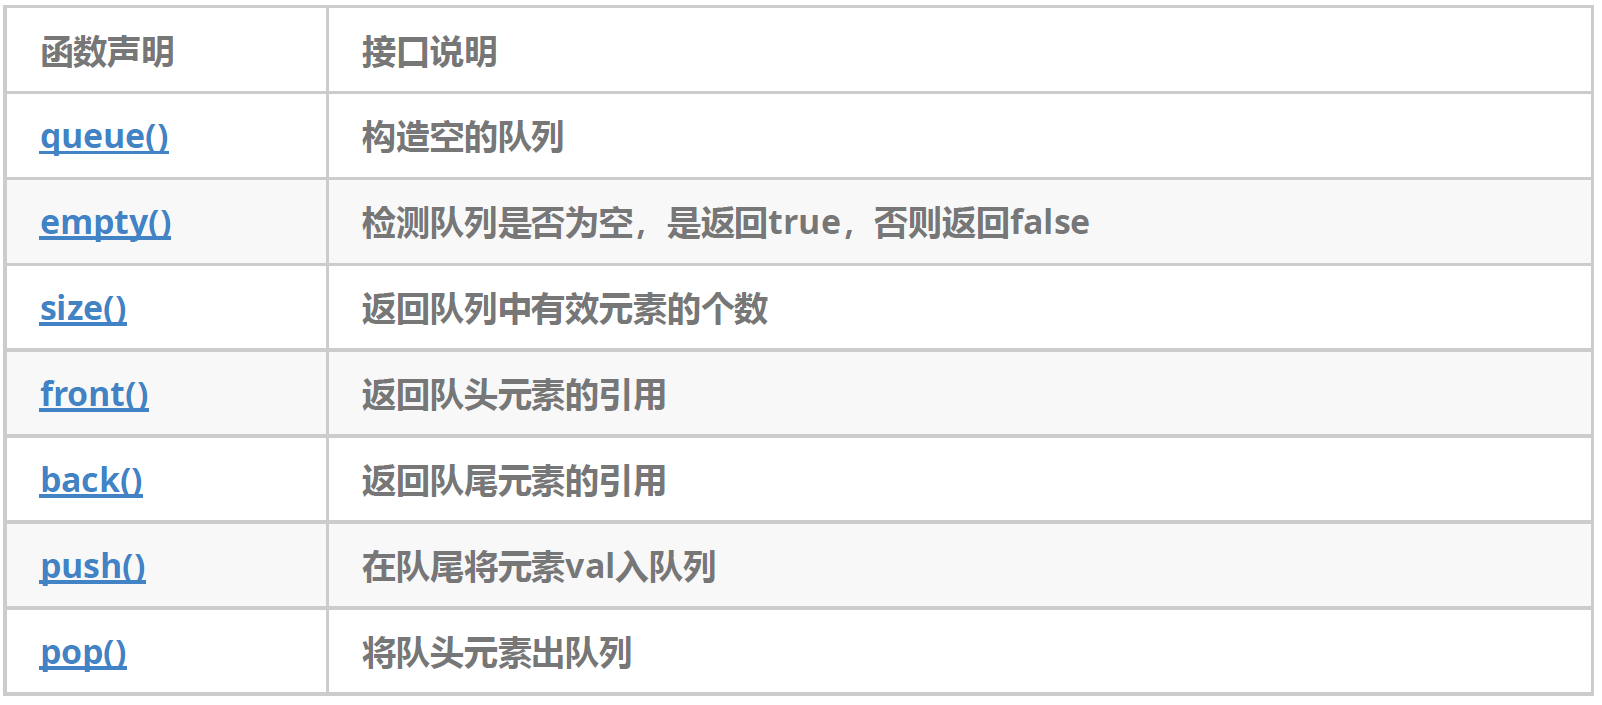 函数声明 接口说明
queue() 构造空的队列
empty() 检测队列是否为空，是返回true，否则返回false
size() 返回队列中有效元素的个数
front() 返回队头元素的引用
back() 返回队尾元素的引用
push() 在队尾将元素val入队列
pop() 将队头元素出队列